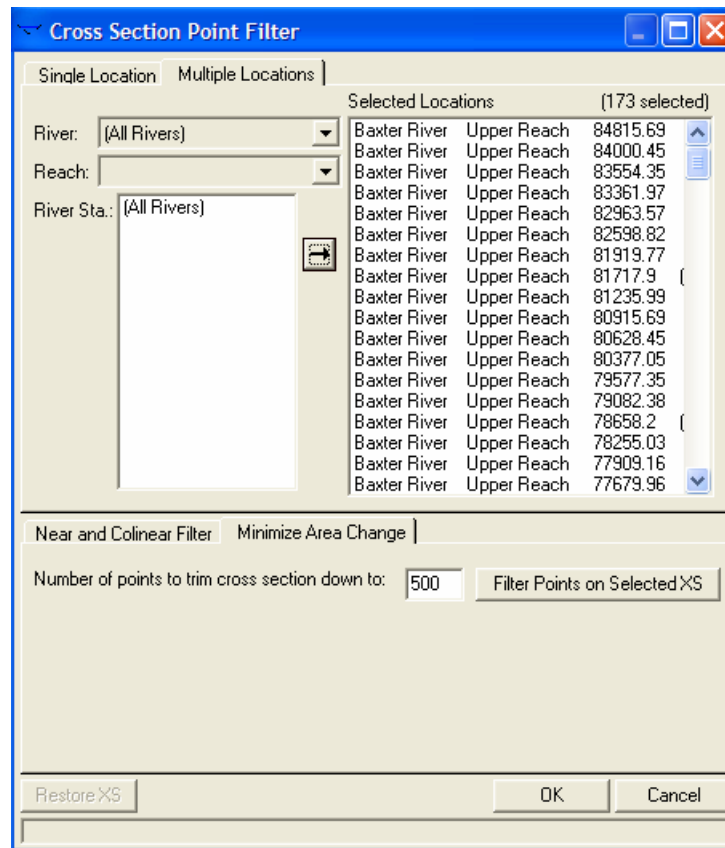 Cross Section Point Filter
Single Location Multiple Locations
Selected Locations (173 selected)
River: (All Rivers)
Reach:
River Sta.: (All Rivers)
Baxter River Upper Reach 84815.69
Baxter River Upper Reach 84000.45
Baxter River Upper Reach 83554.35
Baxter River Upper Reach 83361.97
Baxter River Upper Reach 82963.57
Baxter River Upper Reach 82598.82
Baxter River Upper Reach 81919.77
Baxter River Upper Reach 81717.9 (
Baxter River Upper Reach 81235.99
Baxter River Upper Reach 80915.69
Baxter River Upper Reach 80628.45
Baxter River Upper Reach 80377.05
Baxter River Upper Reach 79577.35
Baxter River Upper Reach 79082.38
Baxter River Upper Reach 78658.2 (
Baxter River Upper Reach 78255.03
Baxter River Upper Reach 77909.16
Baxter River Upper Reach 77679.96
Near and Colinear Filter Minimize Area Change
Number of points to trim cross section down to: 500 Filter Points on Selected XS
Restore XS OK Cancel